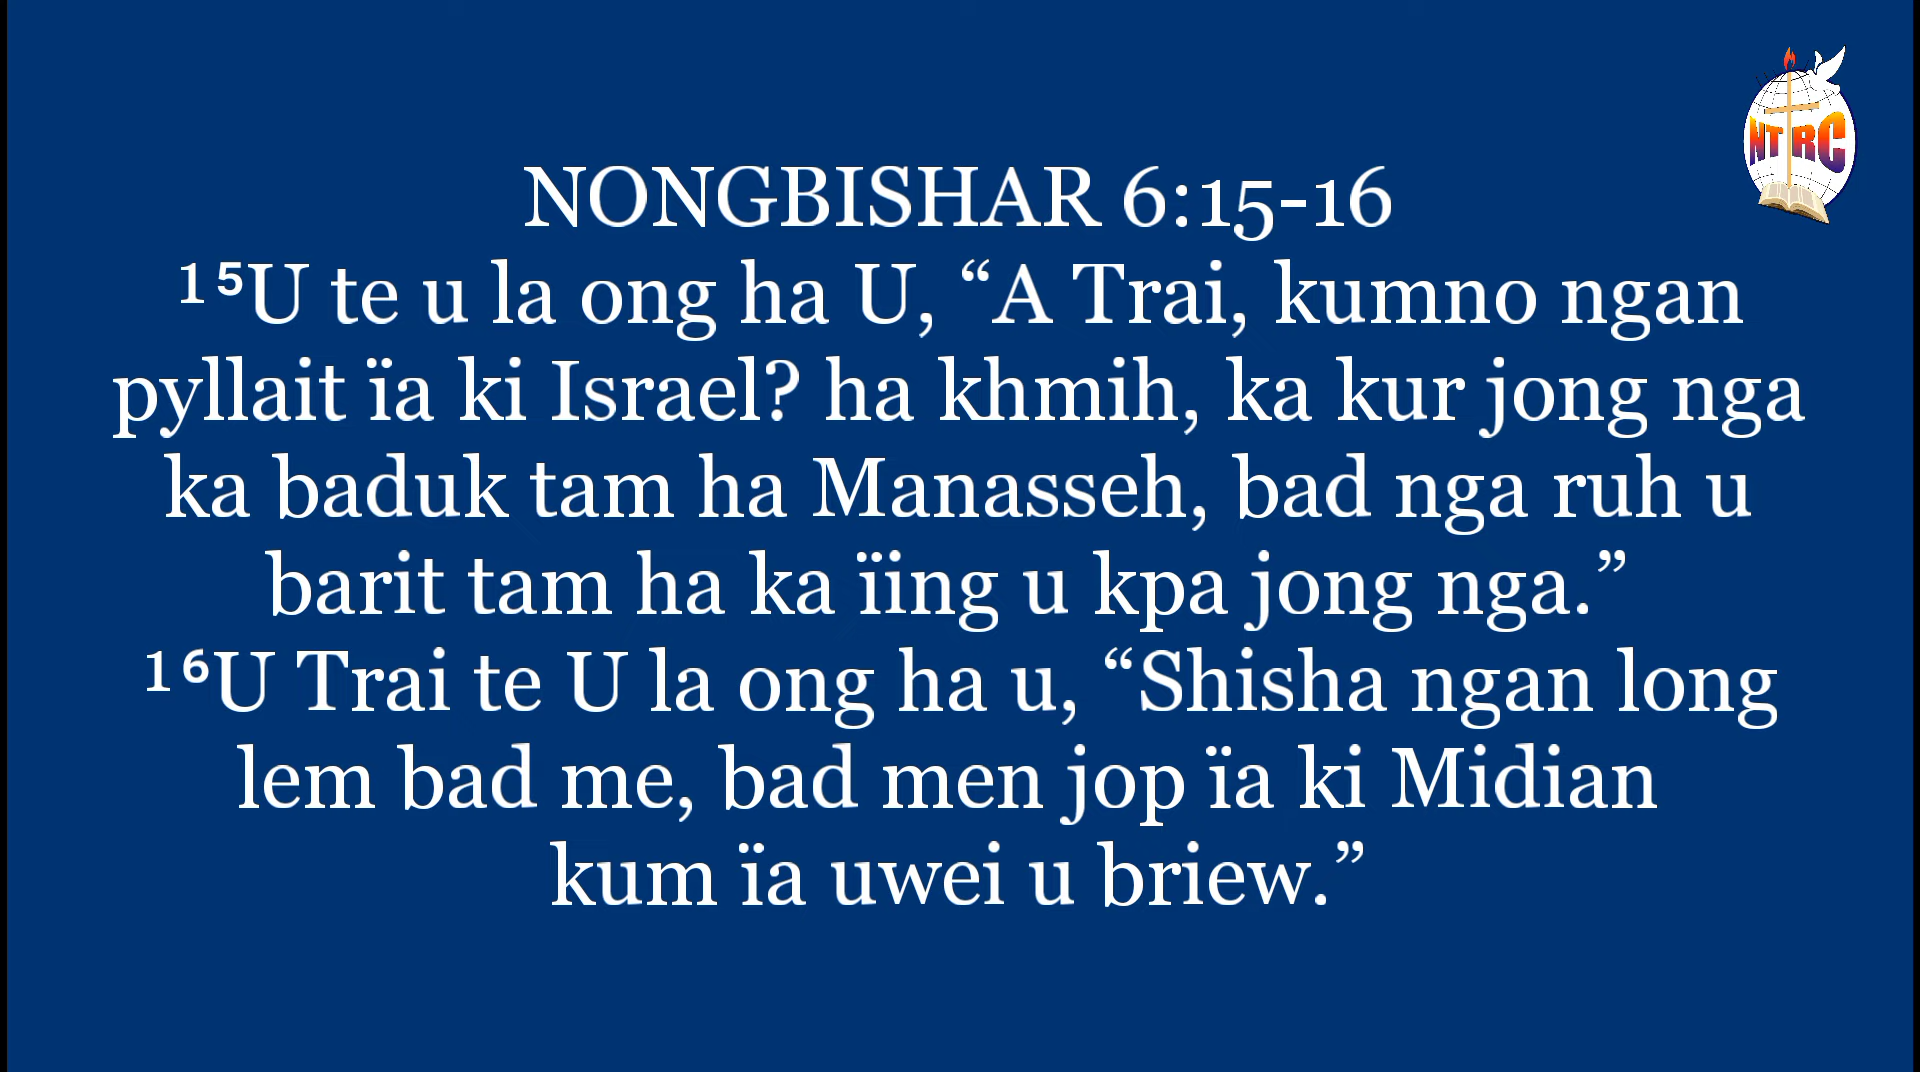 NTRC
NONGBISHAR 6:15-16
¹⁵U te u la ong ha U, “A Trai, kumno ngan
pyllait ïa ki Israel? ha khmih, ka kur jong nga
ka baduk tam ha Manasseh, bad nga ruh u
barit tam ha ka ïing u kpa jong nga.”
¹⁶U Trai te U la ong ha u, “Shisha ngan long
lem bad me, bad men jop ïa ki Midian
kum ïa uwei u briew.”